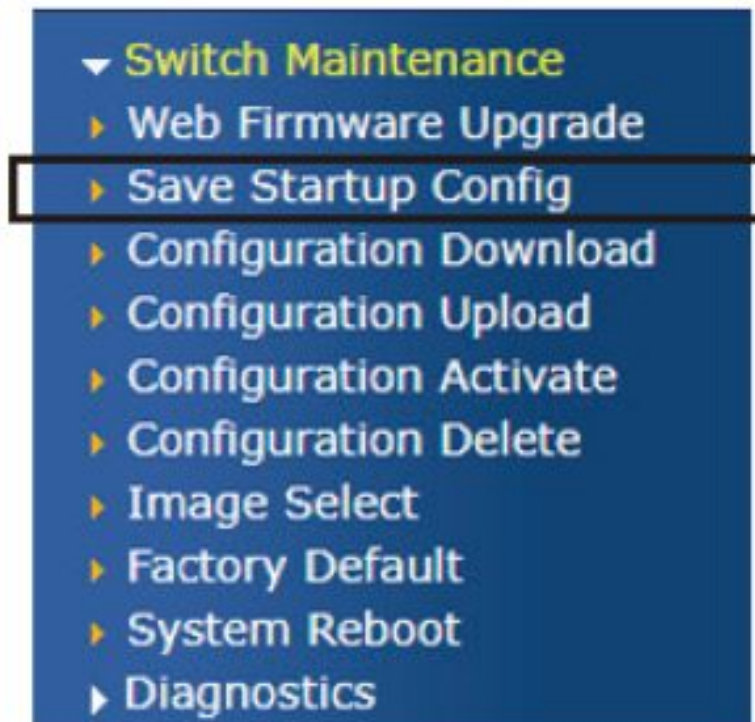 Switch Maintenance
Web Firmware Upgrade
Save Startup Config
Configuration Download
Configuration Upload
Configuration Activate
Configuration Delete
Image Select
Factory Default
System Reboot
Diagnostics